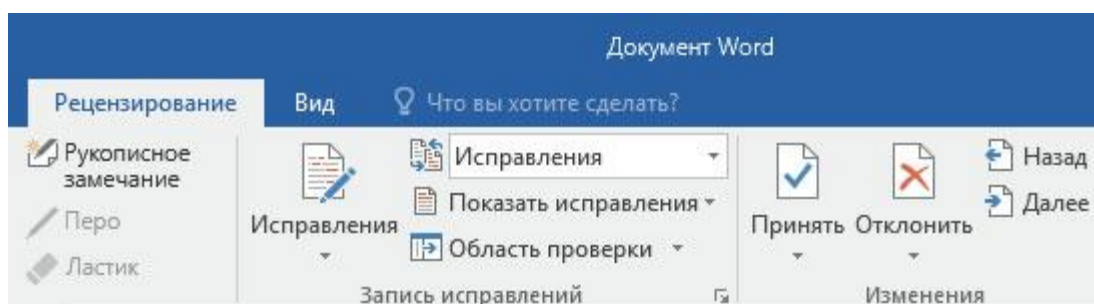 Документ Word
Рецензирование
Вид
Что вы хотите сделать?
Рукописное
замечание
Перо
Ластик
Исправления
Исправления
Показать исправления
Область проверки
Запись исправлений
Принять
Отклонить
Назад
Далее
Изменения